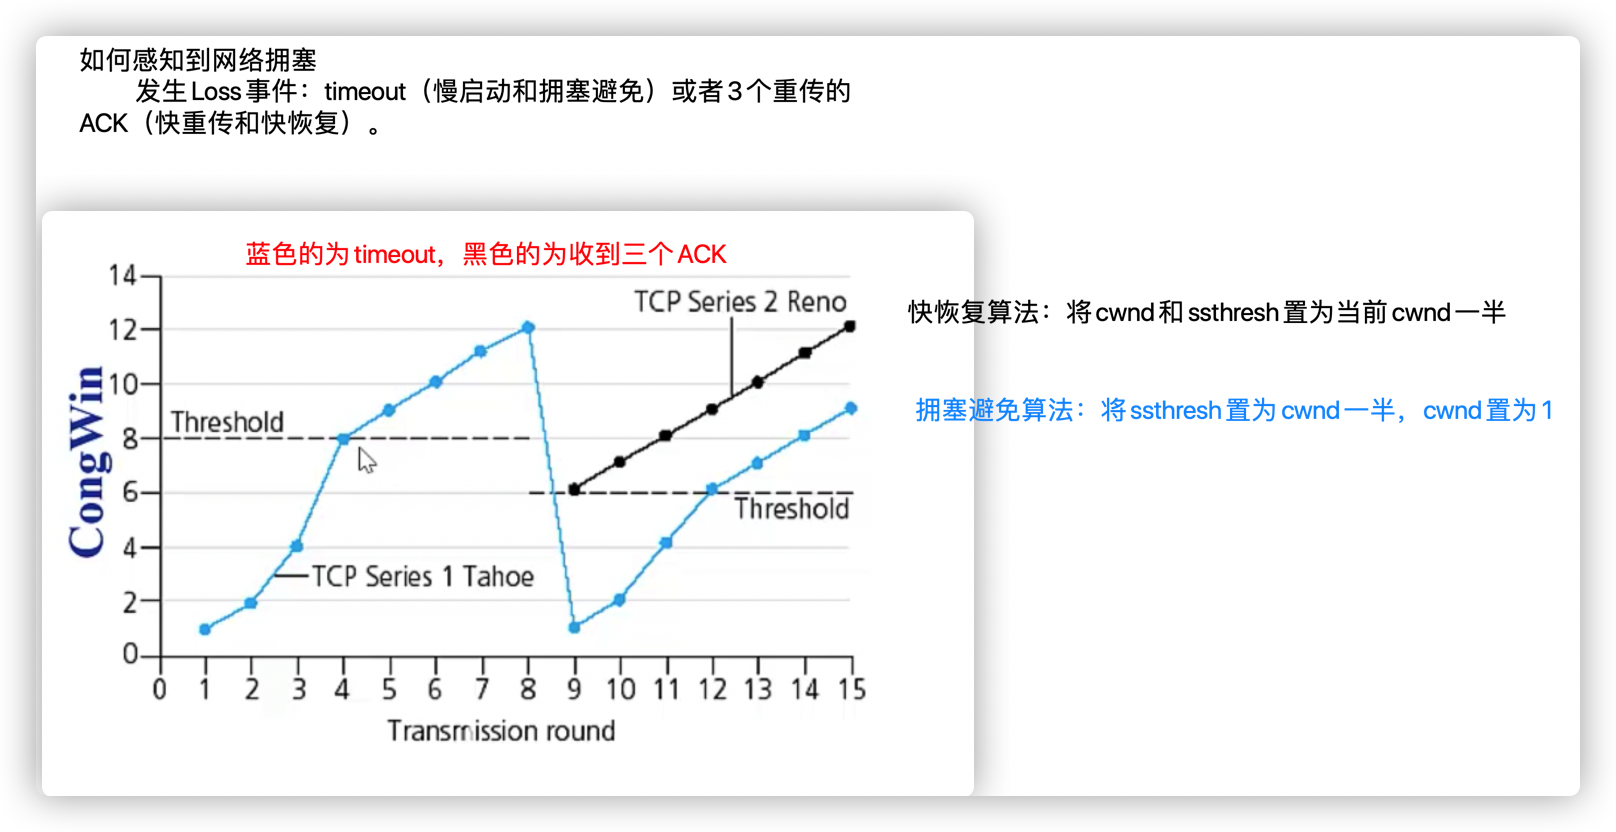 如何感知到网络拥塞
发生Loss事件：timeout（慢启动和拥塞避免）或者3个重传的
ACK（快重传和快恢复）。
蓝色的为timeout，黑色的为收到三个ACK
14
TCP Series 2 Reno
12
10
Threshold
8
6
Threshold
4
TCP Series 1 Tahoe
2
0
CongWin
0 1 2 3 4 5 6 7 8 9 10 11 12 13 14 15
Transmission round
快恢复算法：将cwnd和ssthresh置为当前cwnd一半
拥塞避免算法：将ssthresh置为cwnd一半，cwnd置为1